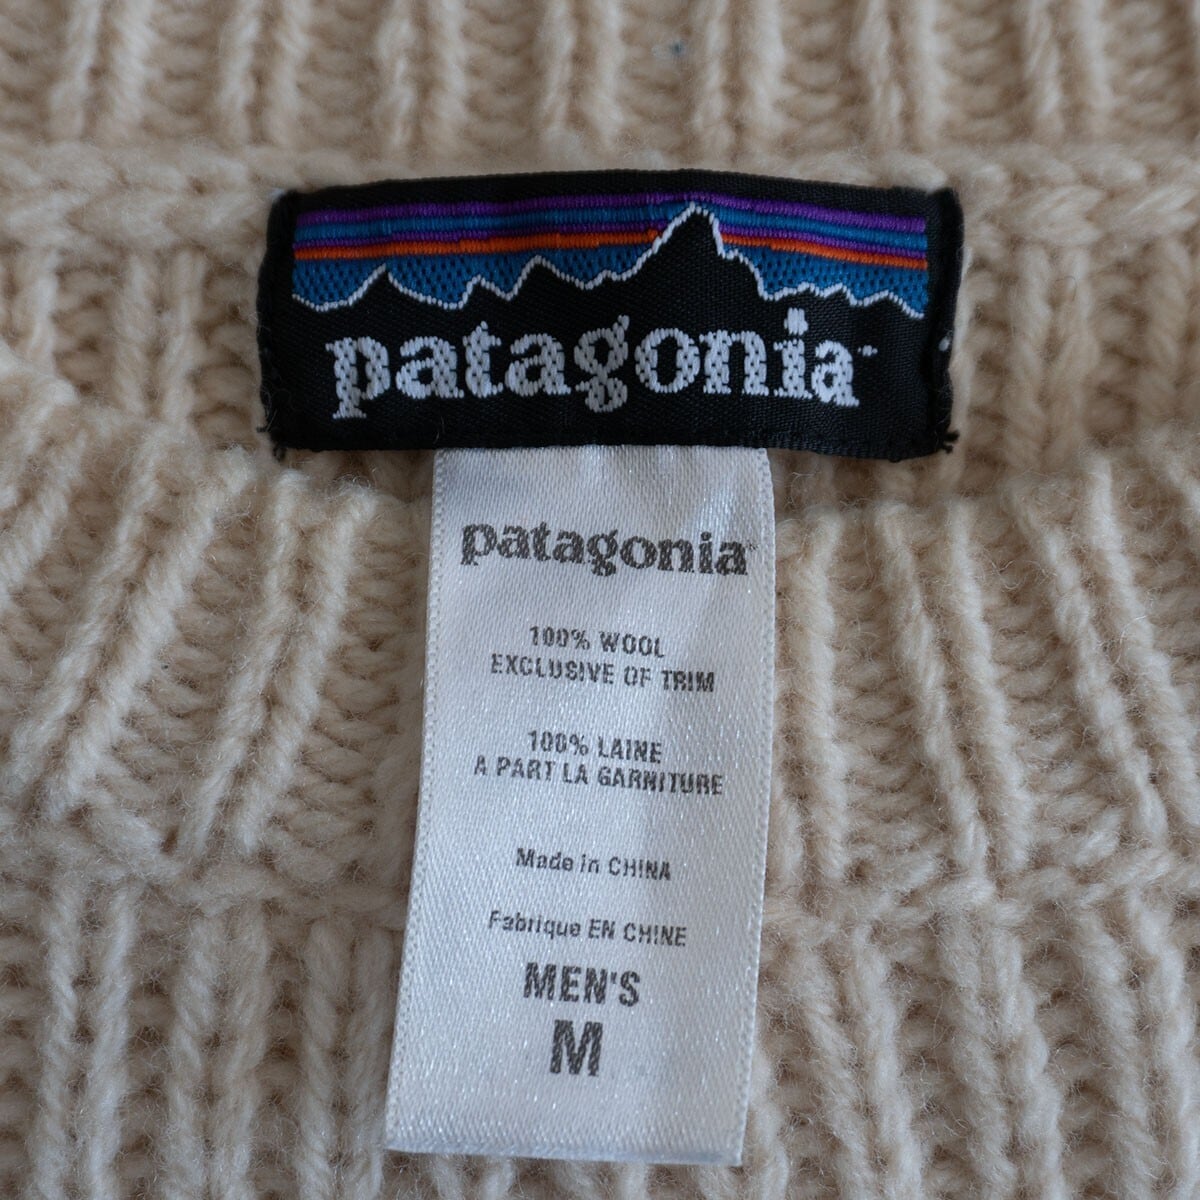 patagonia
patagonia
100% WOOL
EXCLUSIVE OF TRIM
100% LAINE
A PART LA GARNITURE
Made in CHINA
Fabrique EN CHINE
MEN'S
M